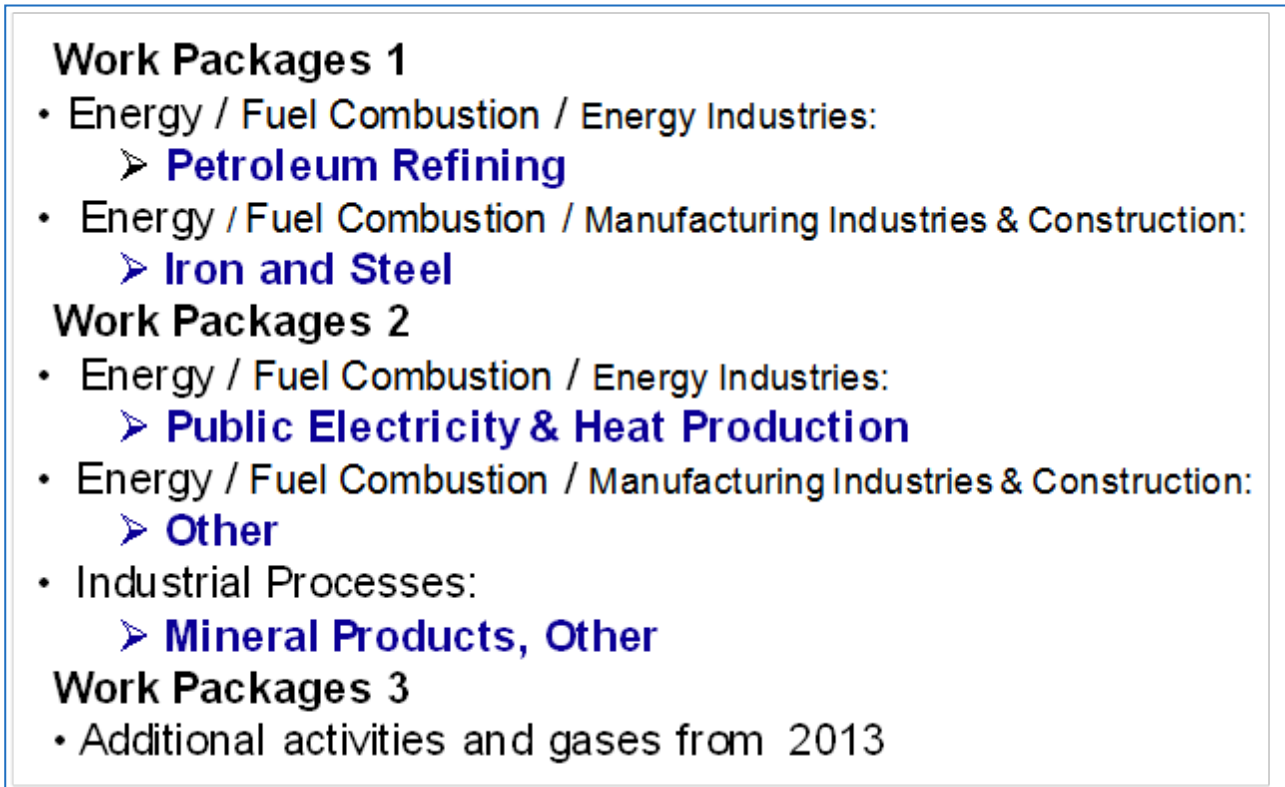 Work Packages 1
• Energy / Fuel Combustion / Energy Industries:
➢ Petroleum Refining
• Energy / Fuel Combustion / Manufacturing Industries & Construction:
➢ Iron and Steel
Work Packages 2
• Energy / Fuel Combustion / Energy Industries:
➢ Public Electricity & Heat Production
• Energy / Fuel Combustion / Manufacturing Industries & Construction:
➢ Other
• Industrial Processes:
➢ Mineral Products, Other
Work Packages 3
• Additional activities and gases from 2013